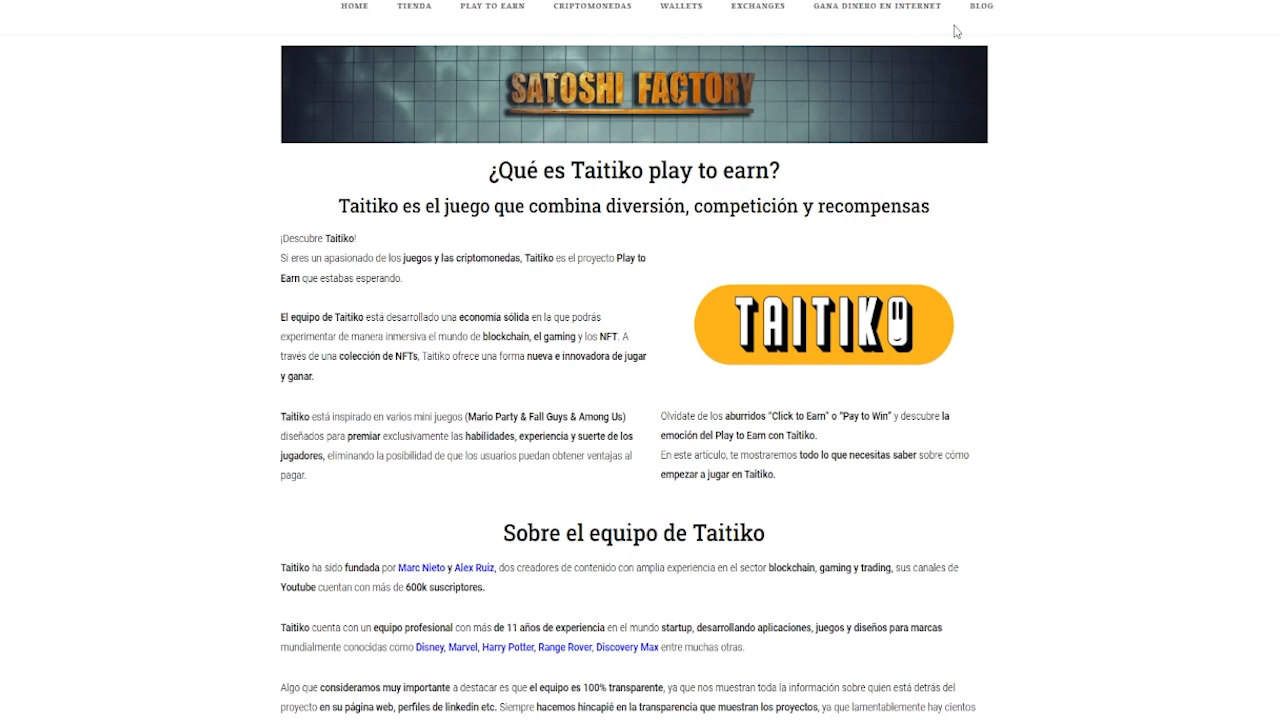 HOME TIENDA PLAY TO EARN CRIPTOMONEDAS WALLETS EXCHANGES GANA DINERO EN INTERNET BLOG
SATOSHI FACTORY
¿Qué es Taitiko play to earn?
Taitiko es el juego que combina diversión, competición y recompensas
¡Descubre Taitiko!
Si eres un apasionado de los juegos y las criptomonedas, Taitiko es el proyecto Play to
Earn que estabas esperando.
El equipo de Taitiko está desarrollado una economía sólida en la que podrás
experimentar de manera inmersiva el mundo de blockchain, el gaming y los NFT. A
través de una colección de NFTs, Taitiko ofrece una forma nueva e innovadora de jugar
y ganar.
TAITIKO
Taitiko está inspirado en varios mini juegos (Mario Party & Fall Guys & Among Us)
diseñados para premiar exclusivamente las habilidades, experiencia y suerte de los
jugadores, eliminando la posibilidad de que los usuarios puedan obtener ventajas al
pagar.
Olvidate de los aburridos “Click to Earn” o “Pay to Win” y descubre la
emoción del Play to Earn con Taitiko.
En este artículo, te mostraremos todo lo que necesitas saber sobre cómo
empezar a jugar en Taitiko.
Sobre el equipo de Taitiko
Taitiko ha sido fundada por Marc Nieto y Alex Ruiz, dos creadores de contenido con amplia experiencia en el sector blockchain, gaming y trading, sus canales de
Youtube cuentan con más de 600k suscriptores.
Taitiko cuenta con un equipo profesional con más de 11 años de experiencia en el mundo startup, desarrollando aplicaciones, juegos y diseños para marcas
mundialmente conocidas como Disney, Marvel, Harry Potter, Range Rover, Discovery Max entre muchas otras.
Algo que consideramos muy importante a destacar es que el equipo es 100% transparente, ya que nos muestran toda la información sobre quien está detrás del
proyecto en su página web, perfiles de linkedin etc. Siempre hacemos hincapié en la transparencia que muestran los proyectos, ya que lamentablemente hay cientos